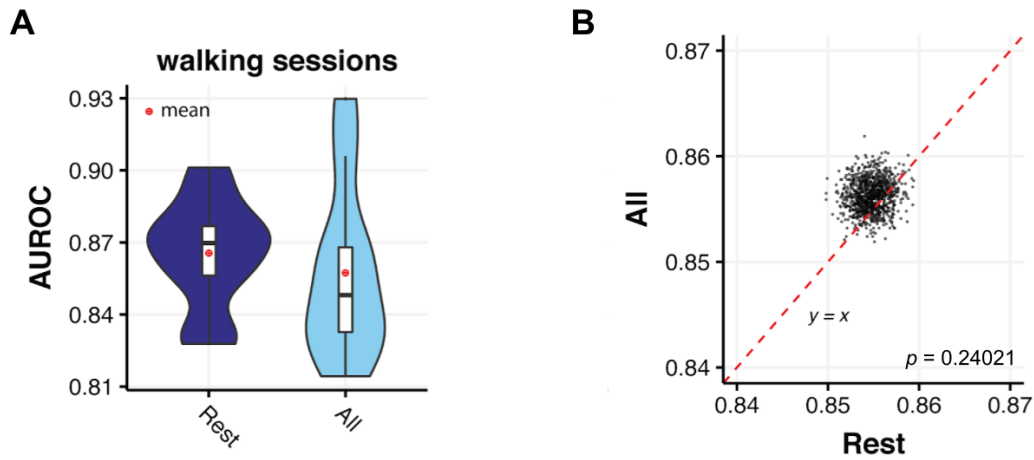 A
walking sessions
mean
0.93
0.90
0.87
0.84
0.81
AUROC
Rest
All
B
0.87
0.86
0.85
0.84
All
y = x
p = 0.24021
0.84 0.85 0.86 0.87
Rest